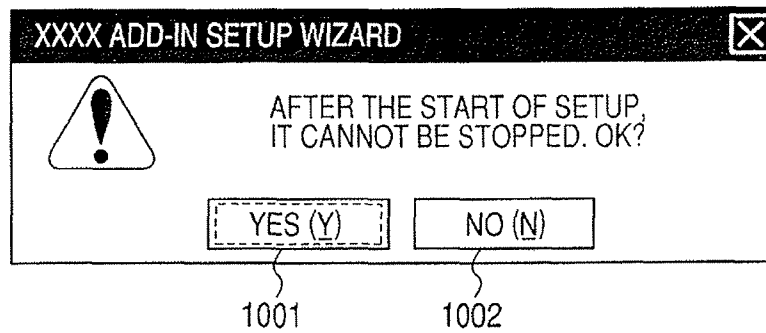 XXXX ADD-IN SETUP WIZARD
AFTER THE START OF SETUP,
IT CANNOT BE STOPPED. OK?
YES (Y) NO (N)
1001 1002